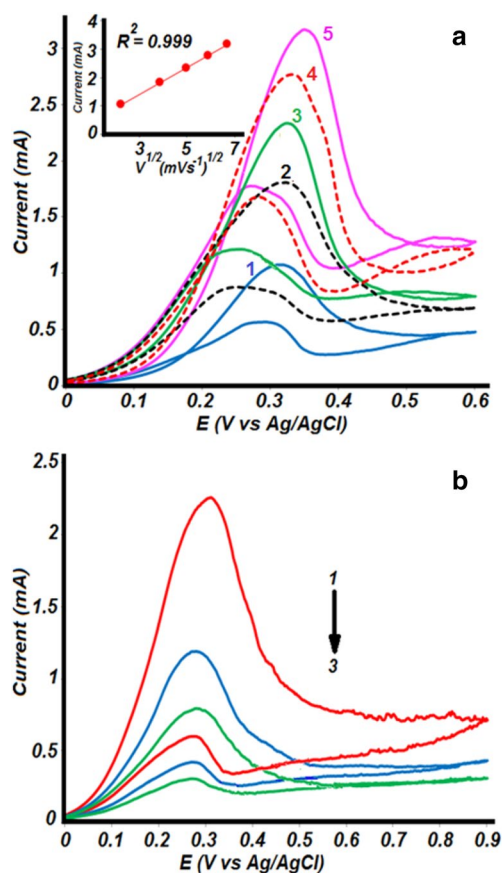 a
Current (mA)
3
2.5
2
1.5
1
0.5
0
0 0.1 0.2 0.3 0.4 0.5 0.6
E (V vs Ag/AgCl)
Current (mA)
4
3
2
1
0
R² = 0.999
3 5 7
V^1/2 (mVs⁻¹)^1/2
5
4
3
2
1
b
Current (mA)
2.5
2
1.5
1
0.5
0
0 0.1 0.2 0.3 0.4 0.5 0.6 0.7 0.8 0.9
E (V vs Ag/AgCl)
1
3